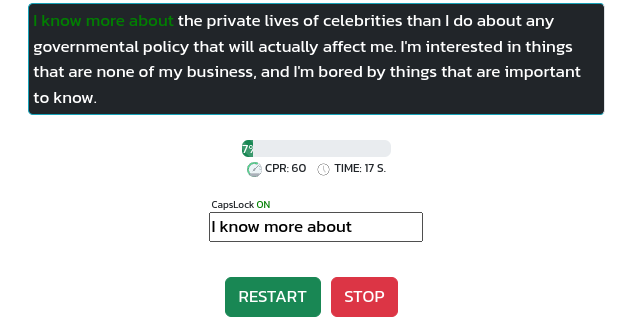 I know more about the private lives of celebrities than I do about any
governmental policy that will actually affect me. I'm interested in things
that are none of my business, and I'm bored by things that are important
to know.
7%
CPR: 60 TIME: 17 S.
CapsLock ON
I know more about
RESTART STOP